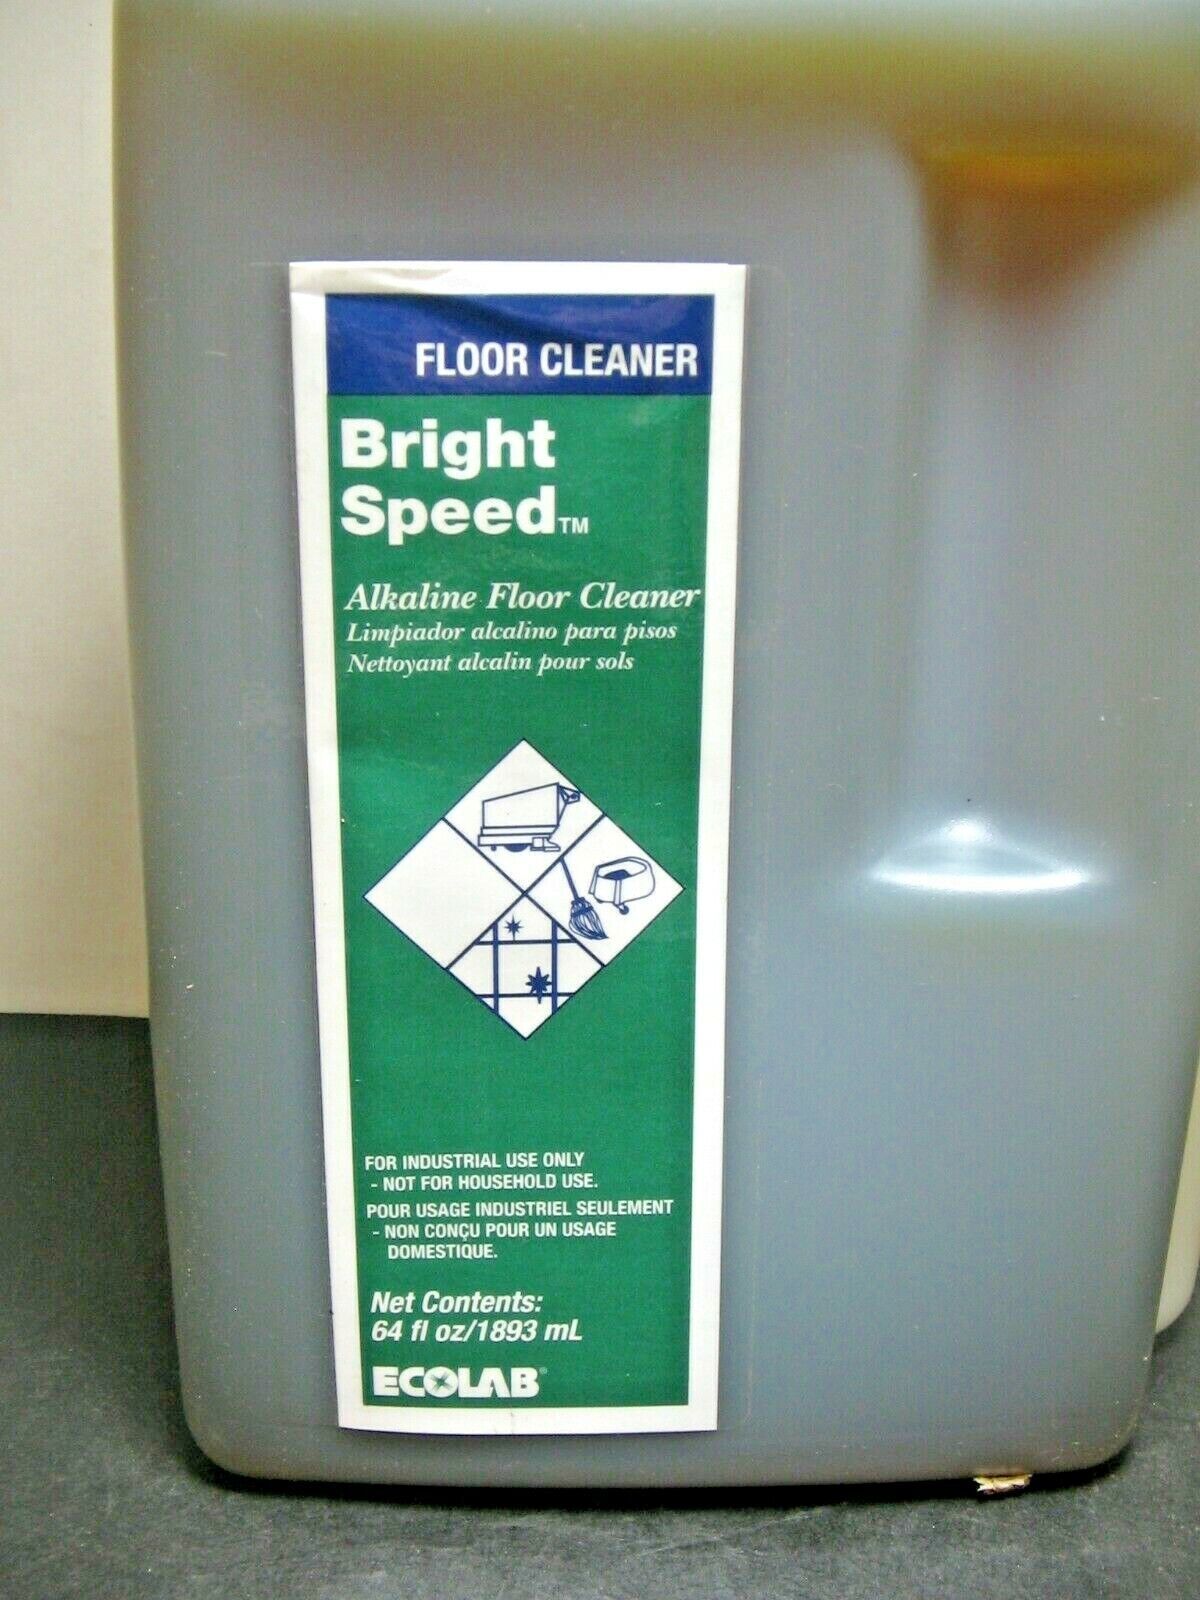 FLOOR CLEANER
Bright
Speed™
Alkaline Floor Cleaner
Limpiador alcalino para pisos
Nettoyant alcalin pour sols
FOR INDUSTRIAL USE ONLY
- NOT FOR HOUSEHOLD USE.
POUR USAGE INDUSTRIEL SEULEMENT
- NON CONÇU POUR UN USAGE
DOMESTIQUE.
Net Contents:
64 fl oz/1893 mL
ECOLAB®